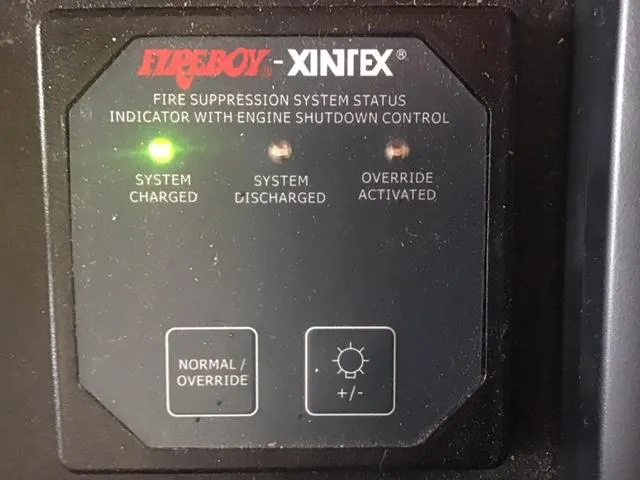 FIREBOY®-XINTEX®
FIRE SUPPRESSION SYSTEM STATUS
INDICATOR WITH ENGINE SHUTDOWN CONTROL
SYSTEM CHARGED
SYSTEM DISCHARGED
OVERRIDE ACTIVATED
NORMAL /
OVERRIDE
+/-